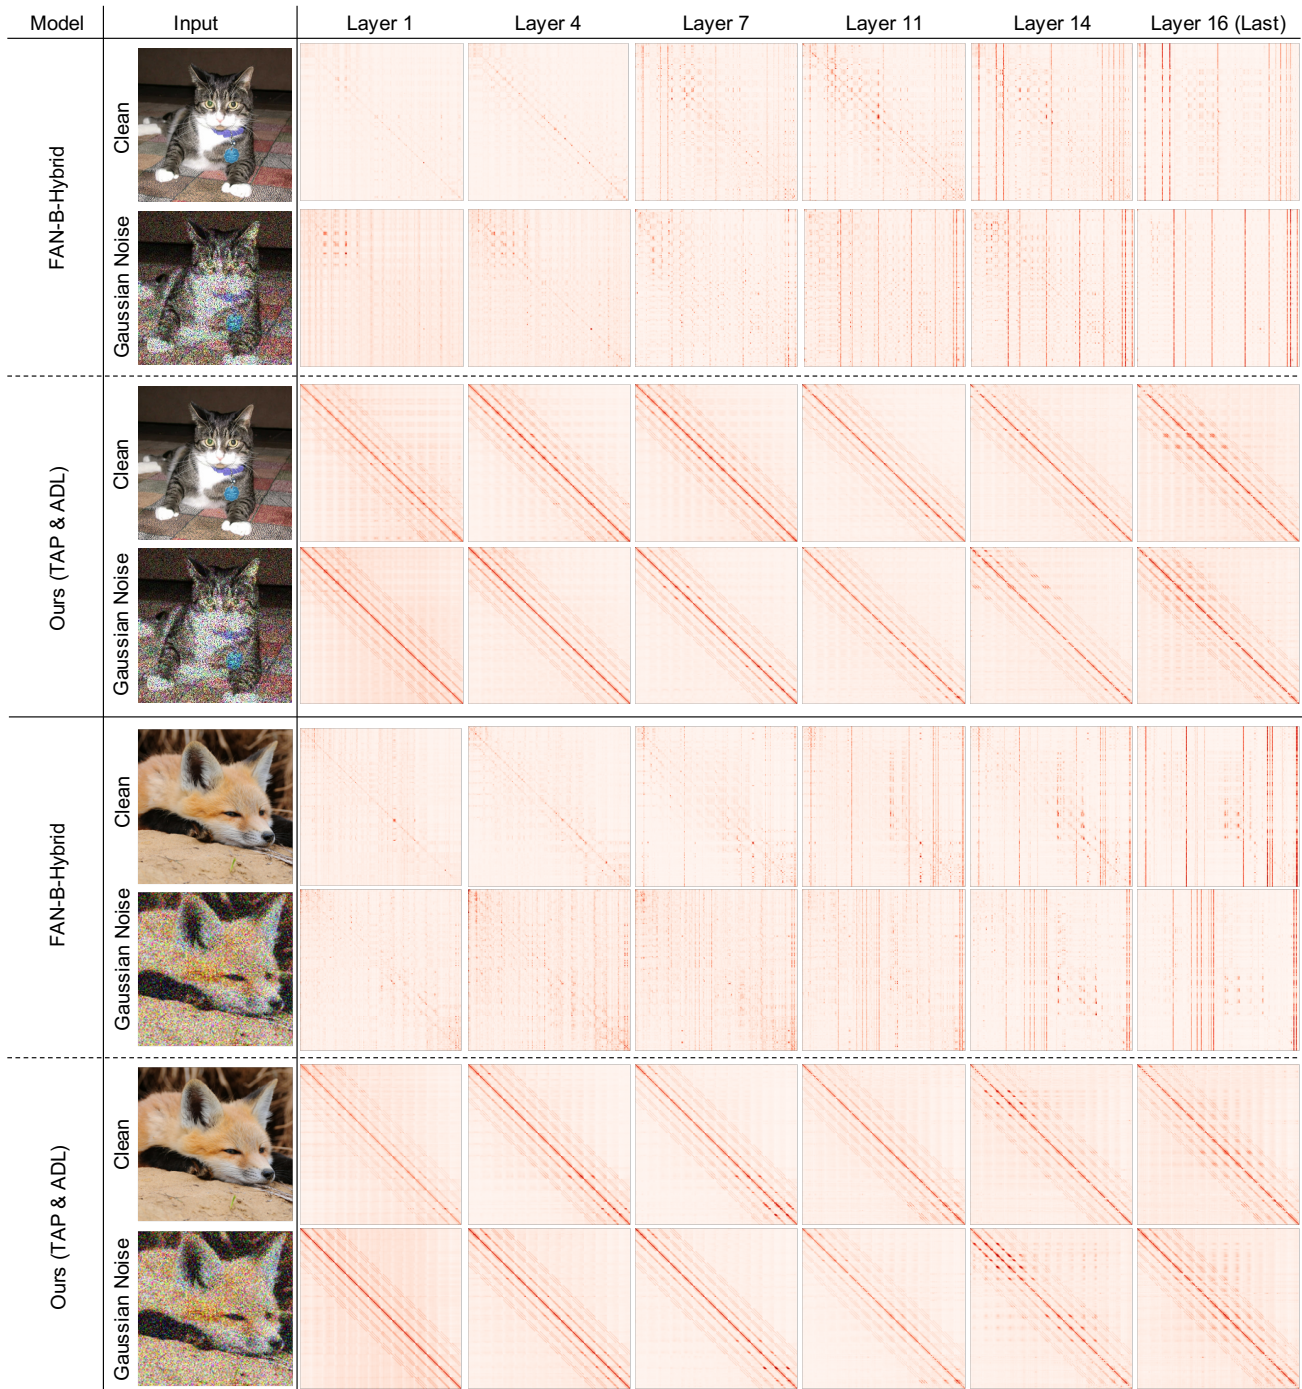 Model Input Layer 1 Layer 4 Layer 7 Layer 11 Layer 14 Layer 16 (Last)
FAN-B-Hybrid
Clean
Gaussian Noise
Ours (TAP & ADL)
Clean
Gaussian Noise
FAN-B-Hybrid
Clean
Gaussian Noise
Ours (TAP & ADL)
Clean
Gaussian Noise